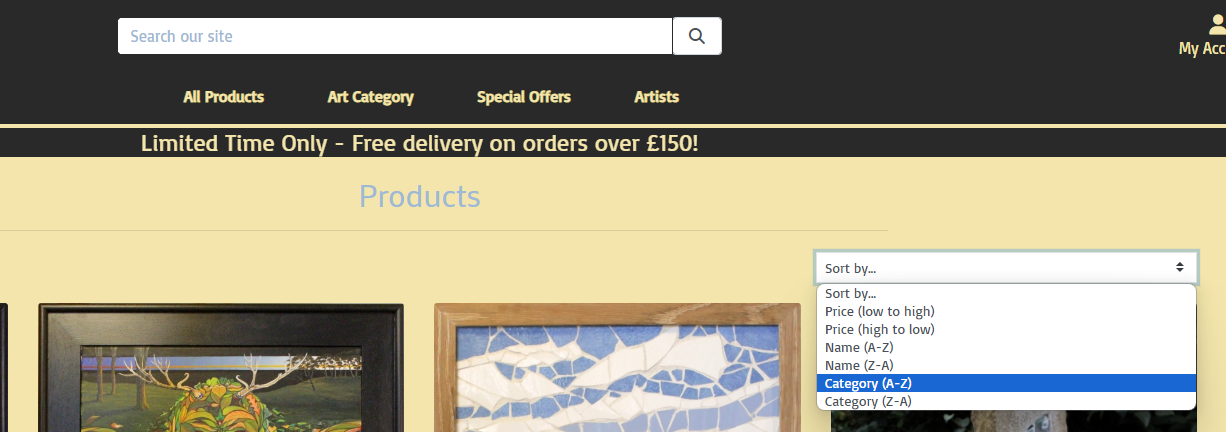 Search our site
My Acc
All Products
Art Category
Special Offers
Artists
Limited Time Only - Free delivery on orders over £150!
Products
Sort by...
Sort by...
Price (low to high)
Price (high to low)
Name (A-Z)
Name (Z-A)
Category (A-Z)
Category (Z-A)